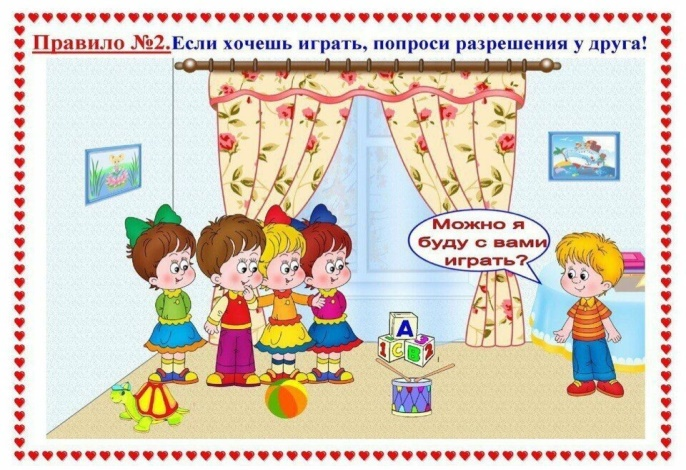 Правило №2.Если хочешь играть, попроси разрешения у друга!
Можно я
буду с вами
играть?
А
1 С В 2